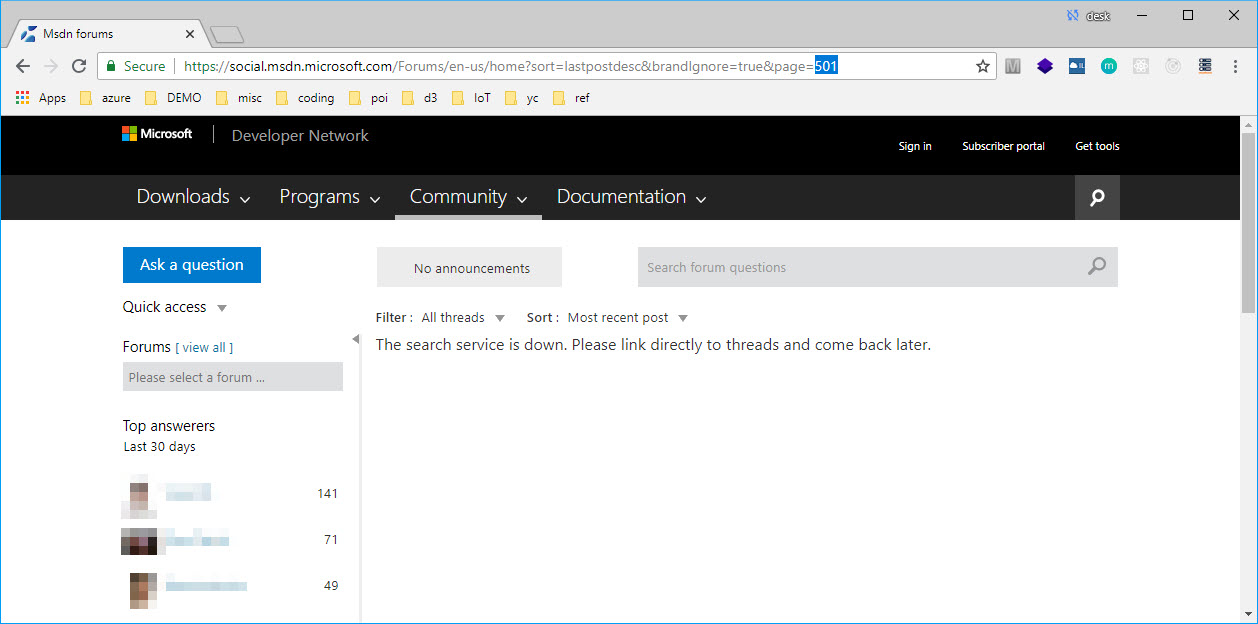 desk
Msdn forums
Secure https://social.msdn.microsoft.com/Forums/en-us/home?sort=lastpostdesc&brandIgnore=true&page=501
Apps azure DEMO misc coding poi d3 IoT yc ref
Microsoft Developer Network
Sign in Subscriber portal Get tools
Downloads Programs Community Documentation
Ask a question
No announcements
Search forum questions
Quick access
Filter : All threads Sort : Most recent post
The search service is down. Please link directly to threads and come back later.
Forums [ view all ]
Please select a forum ...
Top answerers
Last 30 days
141
71
49